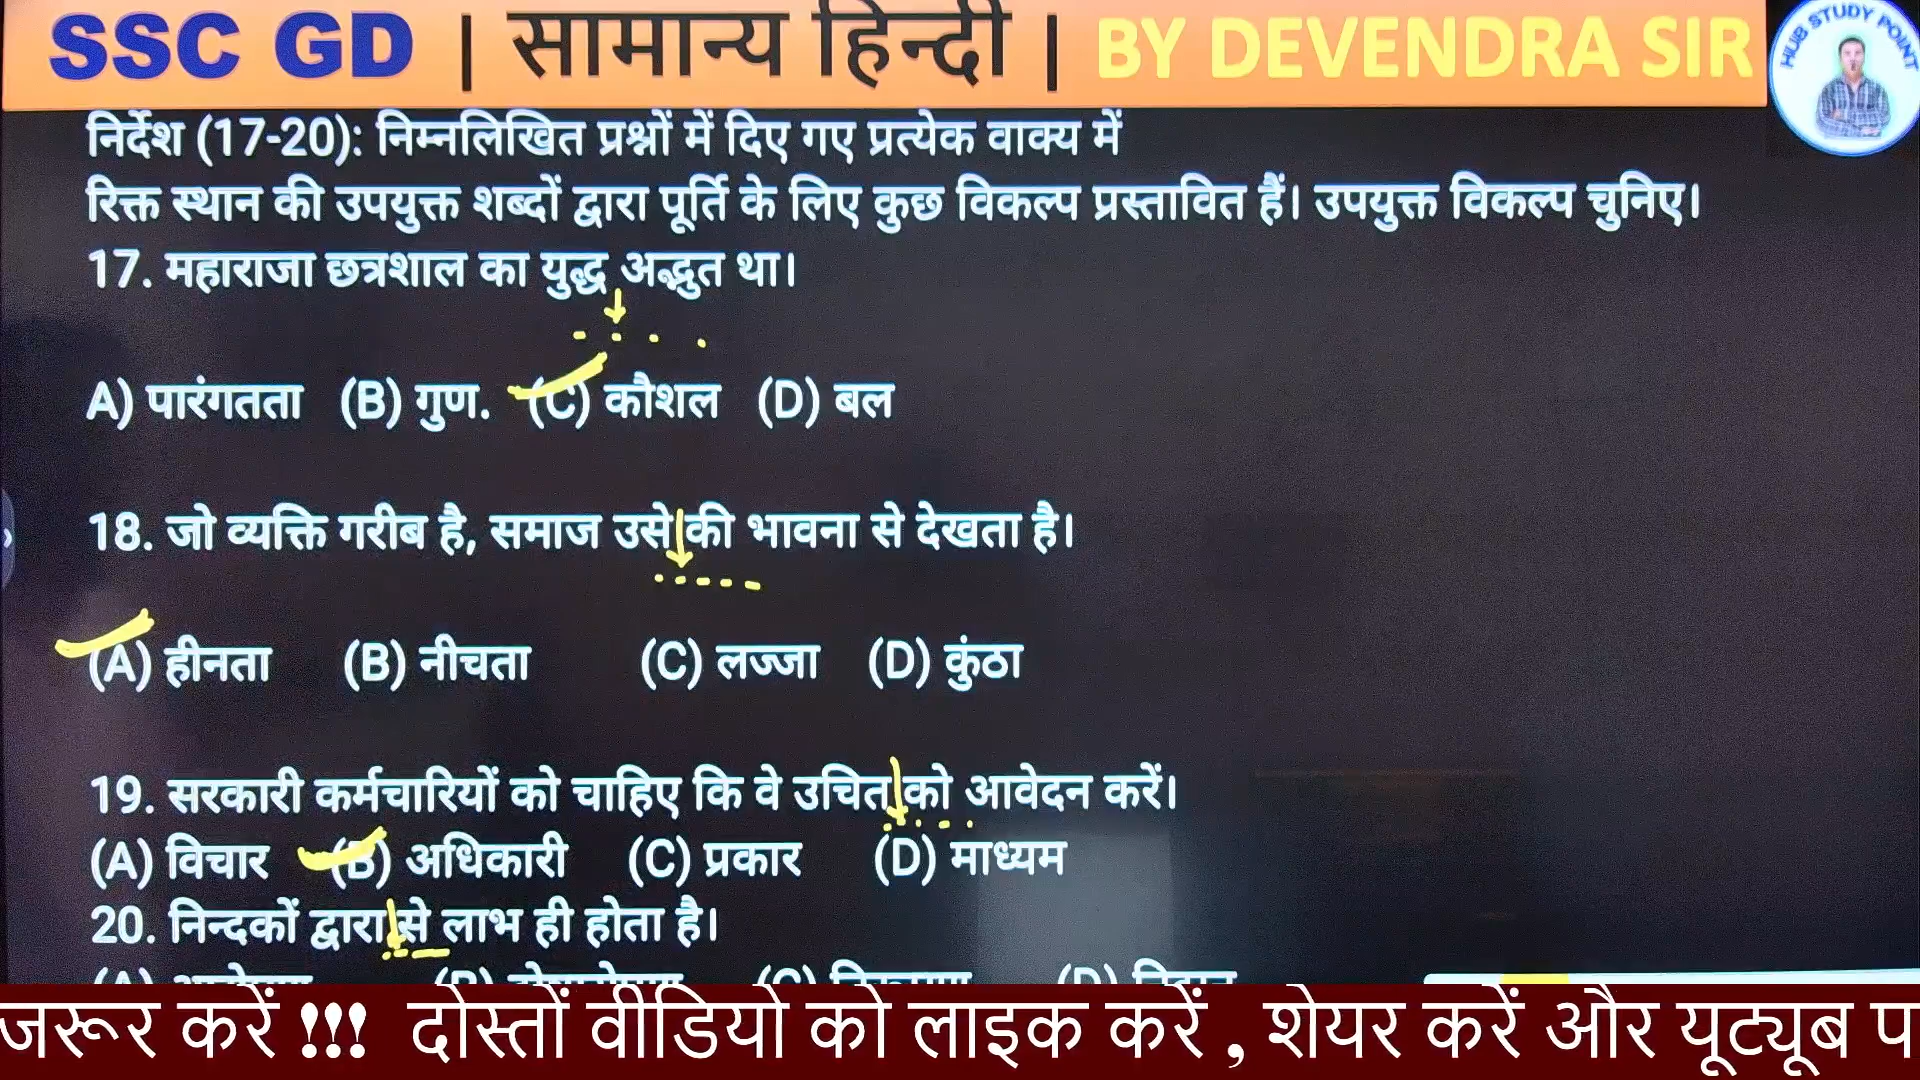 SSC GD | सामान्य हिन्दी | BY DEVENDRA SIR
HUB STUDY POINT
निर्देश (17-20): निम्नलिखित प्रश्नों में दिए गए प्रत्येक वाक्य में
रिक्त स्थान की उपयुक्त शब्दों द्वारा पूर्ति के लिए कुछ विकल्प प्रस्तावित हैं। उपयुक्त विकल्प चुनिए।
17. महाराजा छत्रशाल का युद्ध अद्भुत था।
A) पारंगतता (B) गुण. (C) कौशल (D) बल
18. जो व्यक्ति गरीब है, समाज उसे की भावना से देखता है।
(A) हीनता (B) नीचता (C) लज्जा (D) कुंठा
19. सरकारी कर्मचारियों को चाहिए कि वे उचित को आवेदन करें।
(A) विचार (B) अधिकारी (C) प्रकार (D) माध्यम
20. निन्दकों द्वारा से लाभ ही होता है।
(A) (B) (C) (D)
जरूर करें !!! दोस्तों वीडियो को लाइक करें , शेयर करें और यूट्यूब प